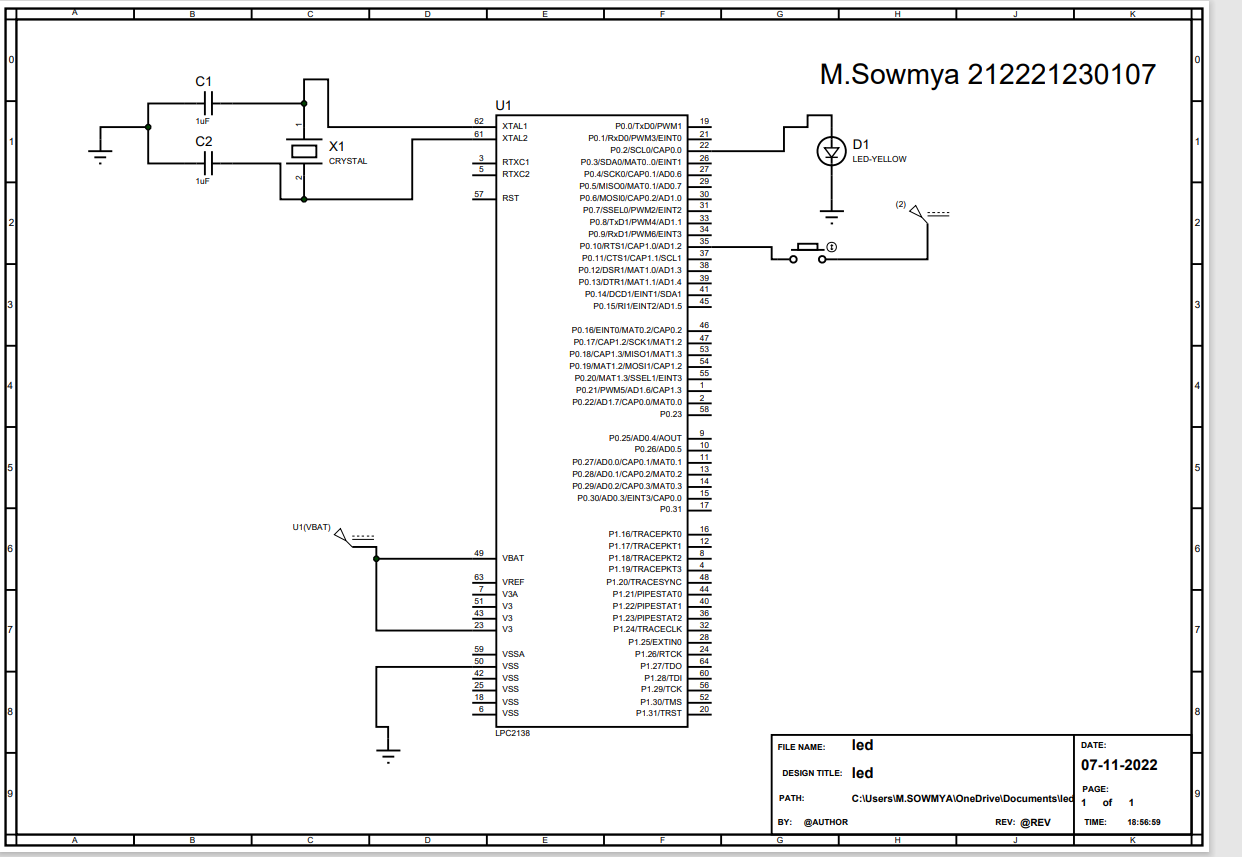 A B C D E F G H J K
0 0
1 1
2 2
3 3
4 4
5 5
6 6
7 7
8 8
9 9
M.Sowmya 212221230107
C1
1uF
C2
1uF
1
2
X1
CRYSTAL
U1
62 XTAL1
61 XTAL2
3 RTXC1
5 RTXC2
57 RST
U1(VBAT)
49 VBAT
63 VREF
7 V3A
51 V3
43 V3
23 V3
59 VSSA
50 VSS
42 VSS
25 VSS
18 VSS
6 VSS
P0.0/TxD0/PWM1 19
P0.1/RxD0/PWM3/EINT0 21
P0.2/SCL0/CAP0.0 22
P0.3/SDA0/MAT0..0/EINT1 26
P0.4/SCK0/CAP0.1/AD0.6 27
P0.5/MISO0/MAT0.1/AD0.7 29
P0.6/MOSI0/CAP0.2/AD1.0 30
P0.7/SSEL0/PWM2/EINT2 31
P0.8/TxD1/PWM4/AD1.1 33
P0.9/RxD1/PWM6/EINT3 34
P0.10/RTS1/CAP1.0/AD1.2 35
P0.11/CTS1/CAP1.1/SCL1 37
P0.12/DSR1/MAT1.0/AD1.3 38
P0.13/DTR1/MAT1.1/AD1.4 39
P0.14/DCD1/EINT1/SDA1 41
P0.15/RI1/EINT2/AD1.5 45
P0.16/EINT0/MAT0.2/CAP0.2 46
P0.17/CAP1.2/SCK1/MAT1.2 47
P0.18/CAP1.3/MISO1/MAT1.3 53
P0.19/MAT1.2/MOSI1/CAP1.2 54
P0.20/MAT1.3/SSEL1/EINT3 55
P0.21/PWM5/AD1.6/CAP1.3 1
P0.22/AD1.7/CAP0.0/MAT0.0 2
P0.23 58
P0.25/AD0.4/AOUT 9
P0.26/AD0.5 10
P0.27/AD0.0/CAP0.1/MAT0.1 11
P0.28/AD0.1/CAP0.2/MAT0.2 13
P0.29/AD0.2/CAP0.3/MAT0.3 14
P0.30/AD0.3/EINT3/CAP0.0 15
P0.31 17
P1.16/TRACEPKT0 16
P1.17/TRACEPKT1 12
P1.18/TRACEPKT2 8
P1.19/TRACEPKT3 4
P1.20/TRACESYNC 48
P1.21/PIPESTAT0 44
P1.22/PIPESTAT1 40
P1.23/PIPESTAT2 36
P1.24/TRACECLK 32
P1.25/EXTIN0 28
P1.26/RTCK 24
P1.27/TDO 64
P1.28/TDI 60
P1.29/TCK 56
P1.30/TMS 52
P1.31/TRST 20
LPC2138
D1
LED-YELLOW
(2)
FILE NAME: led
DESIGN TITLE: led
PATH: C:\Users\M.SOWMYA\OneDrive\Documents\led
BY: @AUTHOR REV: @REV
DATE:
07-11-2022
PAGE:
1 of 1
TIME: 18:56:59
A B C D E F G H J K